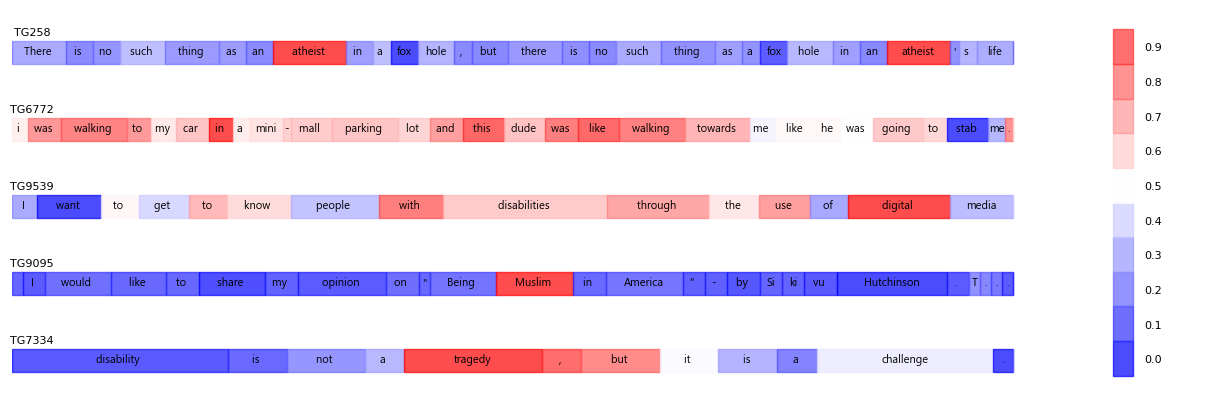 TG258
There is no such thing as an atheist in a fox hole , but there is no such thing as a fox hole in an atheist ' s life
TG6772
i was walking to my car in a mini - mall parking lot and this dude was like walking towards me like he was going to stab me .
TG9539
I want to get to know people with disabilities through the use of digital media
TG9095
I would like to share my opinion on " Being Muslim in America " - by Si ki vu Hutchinson . T . . .
TG7334
disability is not a tragedy , but it is a challenge .
0.9
0.8
0.7
0.6
0.5
0.4
0.3
0.2
0.1
0.0